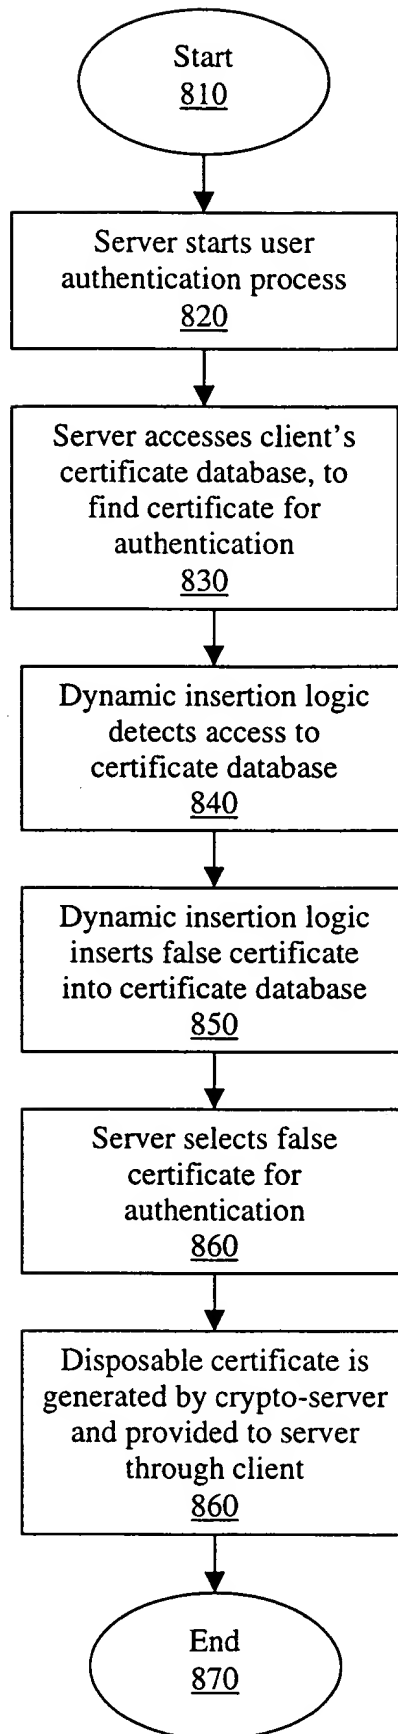 Start
810
Server starts user
authentication process
820
Server accesses client's
certificate database, to
find certificate for
authentication
830
Dynamic insertion logic
detects access to
certificate database
840
Dynamic insertion logic
inserts false certificate
into certificate database
850
Server selects false
certificate for
authentication
860
Disposable certificate is
generated by crypto-server
and provided to server
through client
860
End
870